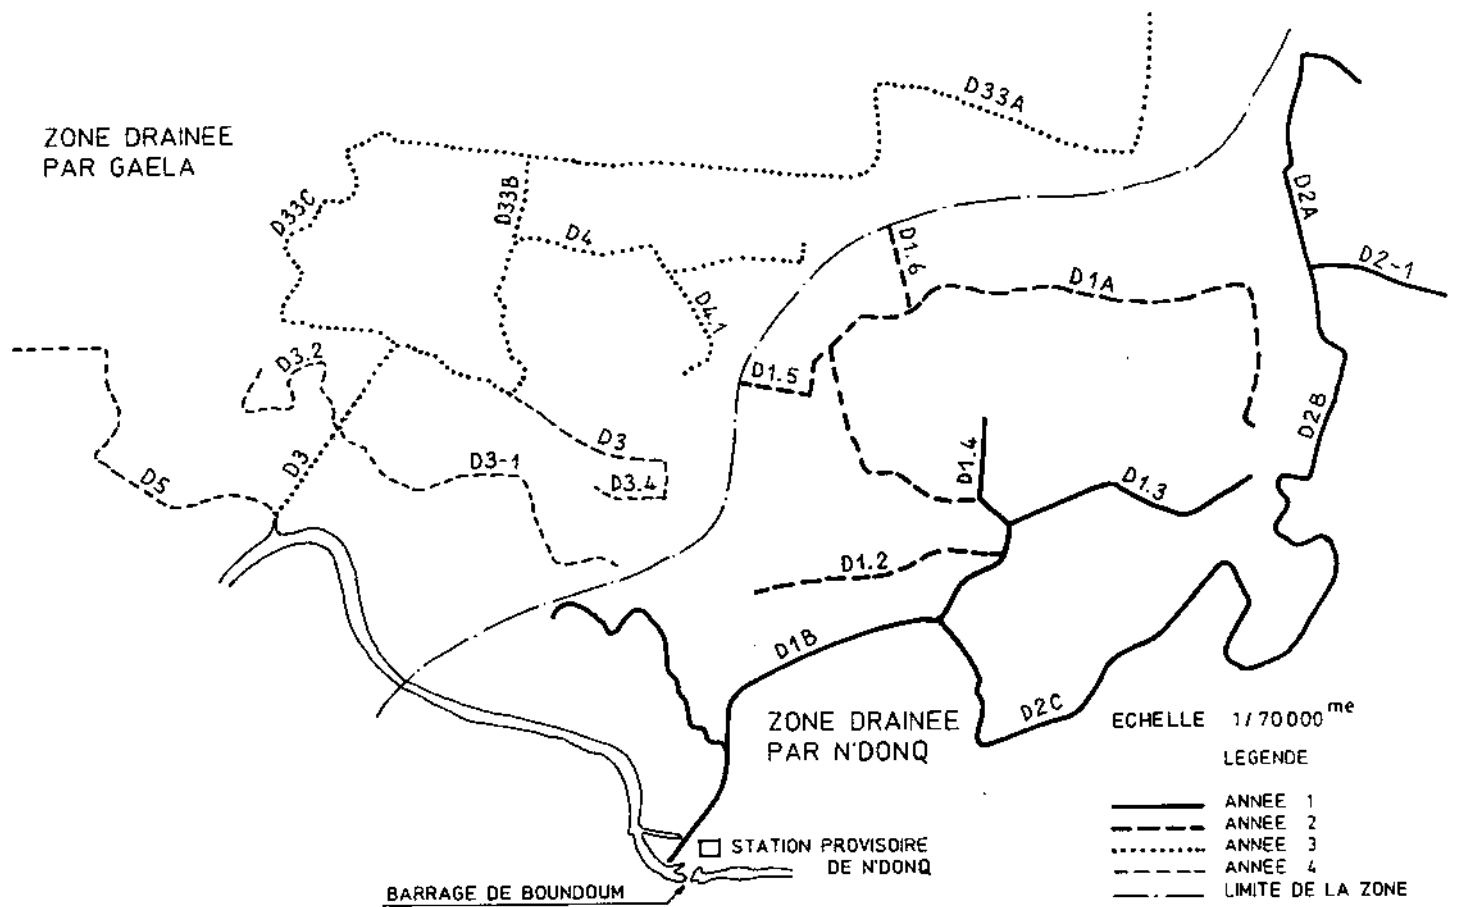 ZONE DRAINEE
PAR GAELA
D33A
D33C
D33B
D4
D4.1
D1.6
D1A
D2A
D2-1
D3.2
D1.5
D2B
D3
D3-1
D3
D3.4
D5
D1.4
D1.3
D1.2
D1B
D2C
ZONE DRAINEE
PAR N'DONQ
ECHELLE 1/70000me
LEGENDE
ANNEE 1
ANNEE 2
ANNEE 3
ANNEE 4
LIMITE DE LA ZONE
STATION PROVISOIRE
DE N'DONQ
BARRAGE DE BOUNDOUM